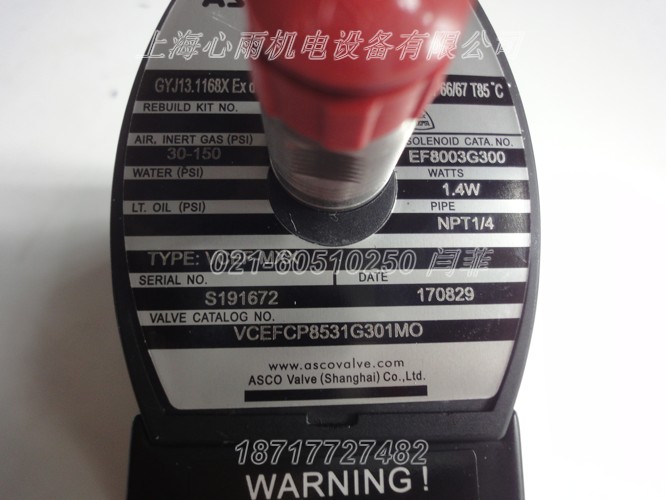 AS
上海心雨机电设备有限公司
GYJ13.1168X Ex d 66/67 T85°C
REBUILD KIT NO.
AIR, INERT GAS (PSI) SOLENOID CATA. NO.
30-150 EF8003G300
WATER (PSI) WATTS
1.4W
LT. OIL (PSI) PIPE
NPT1/4
TYPE:
021-60510250 闫菲
SERIAL NO. DATE
S191672 170829
VALVE CATALOG NO.
VCEFCP8531G301MO
www.ascovalve.com
ASCO Valve (Shanghai) Co.,Ltd.
18717727482
WARNING!